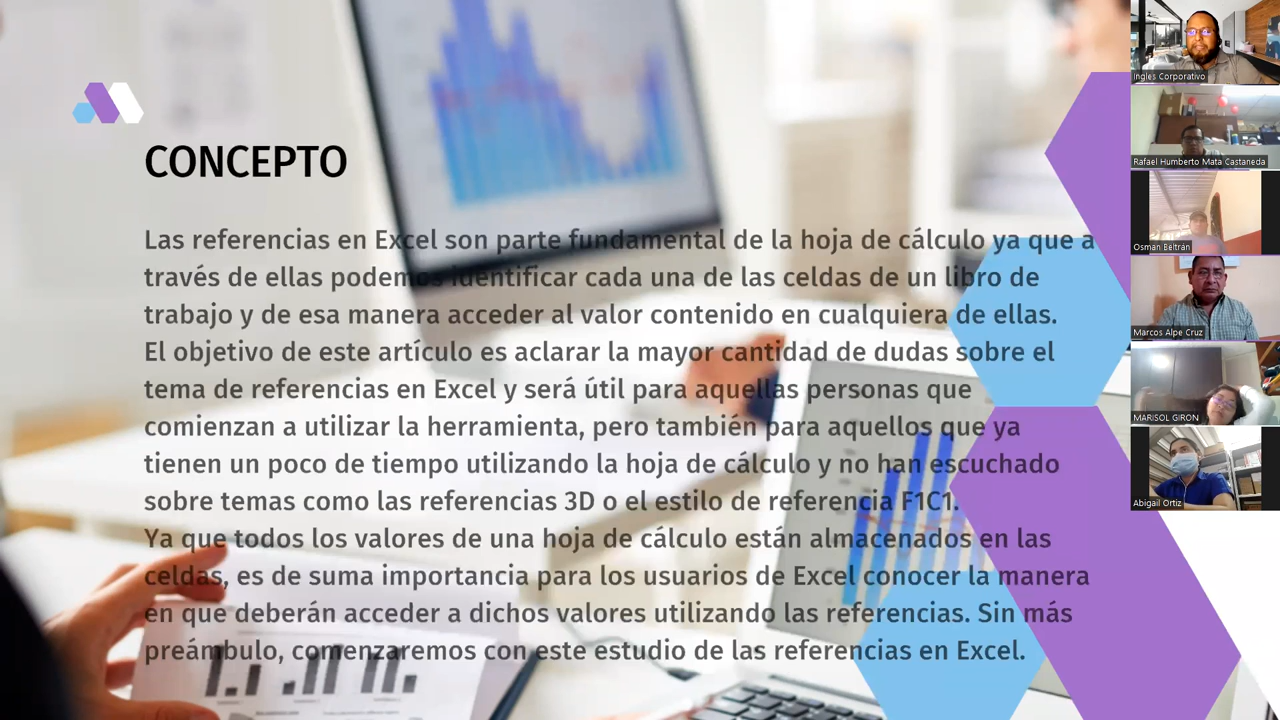 CONCEPTO
Las referencias en Excel son parte fundamental de la hoja de cálculo ya que a
través de ellas podemos identificar cada una de las celdas de un libro de
trabajo y de esa manera acceder al valor contenido en cualquiera de ellas.
El objetivo de este artículo es aclarar la mayor cantidad de dudas sobre el
tema de referencias en Excel y será útil para aquellas personas que
comienzan a utilizar la herramienta, pero también para aquellos que ya
tienen un poco de tiempo utilizando la hoja de cálculo y no han escuchado
sobre temas como las referencias 3D o el estilo de referencia F1C1.
Ya que todos los valores de una hoja de cálculo están almacenados en las
celdas, es de suma importancia para los usuarios de Excel conocer la manera
en que deberán acceder a dichos valores utilizando las referencias. Sin más
preámbulo, comenzaremos con este estudio de las referencias en Excel.
Ingles Corporativo
Rafael Humberto Mata Castaneda
Osman Beltrán
Marcos Alpe Cruz
MARISOL GIRON
Abigail Ortiz